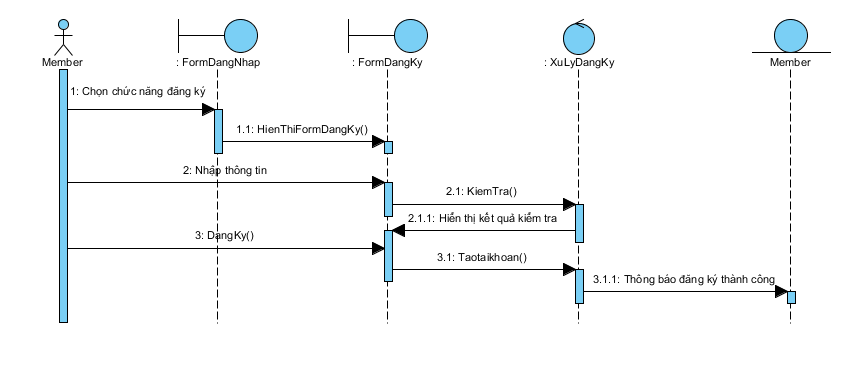 Member
: FormDangNhap
: FormDangKy
: XuLyDangKy
Member
1: Chọn chức năng đăng ký
1.1: HienThiFormDangKy()
2: Nhập thông tin
2.1: KiemTra()
2.1.1: Hiển thị kết quả kiểm tra
3: DangKy()
3.1: Taotaikhoan()
3.1.1: Thông báo đăng ký thành công